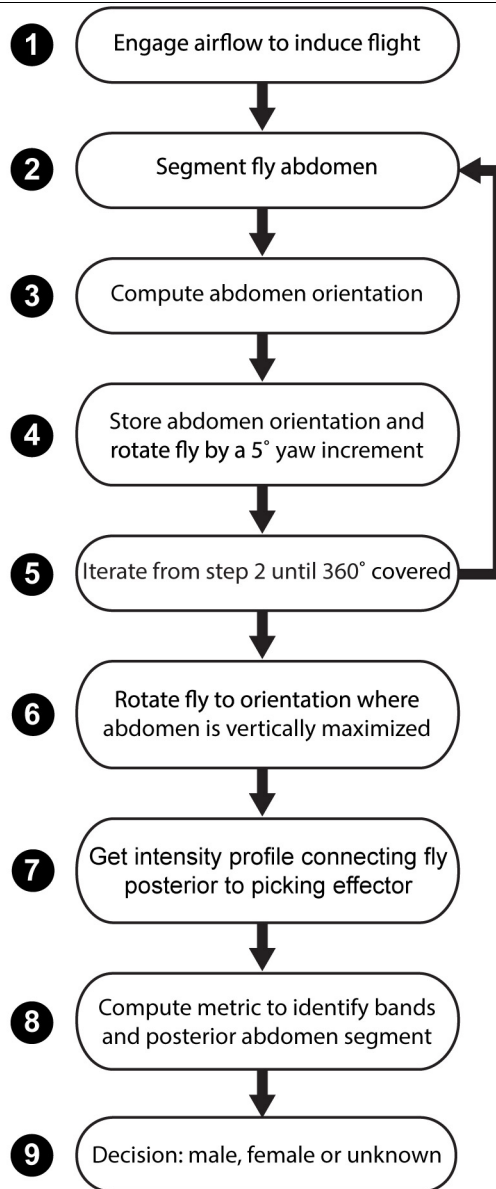 1
Engage airflow to induce flight
2
Segment fly abdomen
3
Compute abdomen orientation
4
Store abdomen orientation and
rotate fly by a 5˚ yaw increment
5
Iterate from step 2 until 360˚ covered
6
Rotate fly to orientation where
abdomen is vertically maximized
7
Get intensity profile connecting fly
posterior to picking effector
8
Compute metric to identify bands
and posterior abdomen segment
9
Decision: male, female or unknown